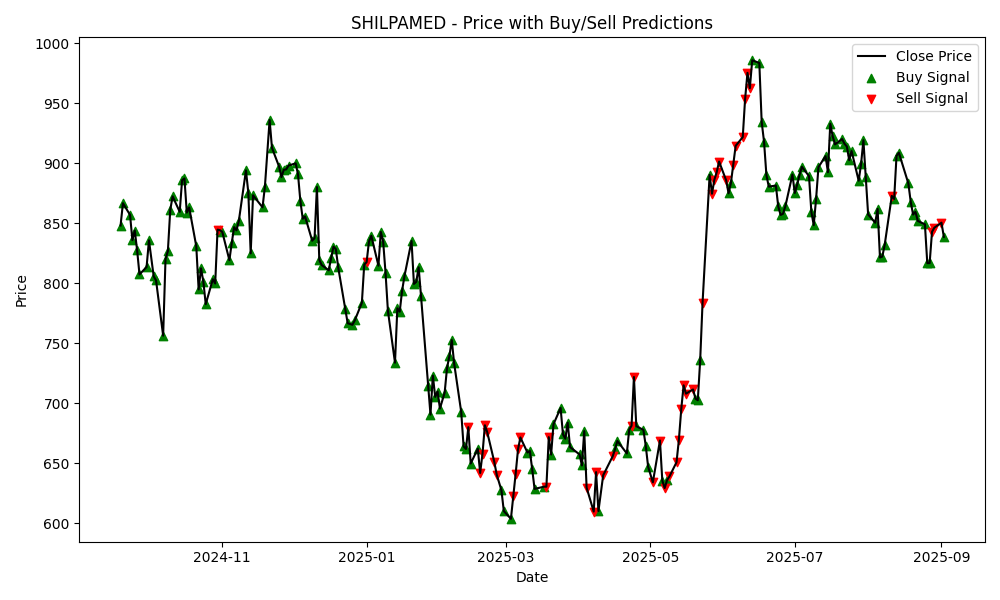 SHILPAMED - Price with Buy/Sell Predictions
Close Price
Buy Signal
Sell Signal
1000
950
900
850
800
750
700
650
600
Price
2024-11
2025-01
2025-03
2025-05
2025-07
2025-09
Date